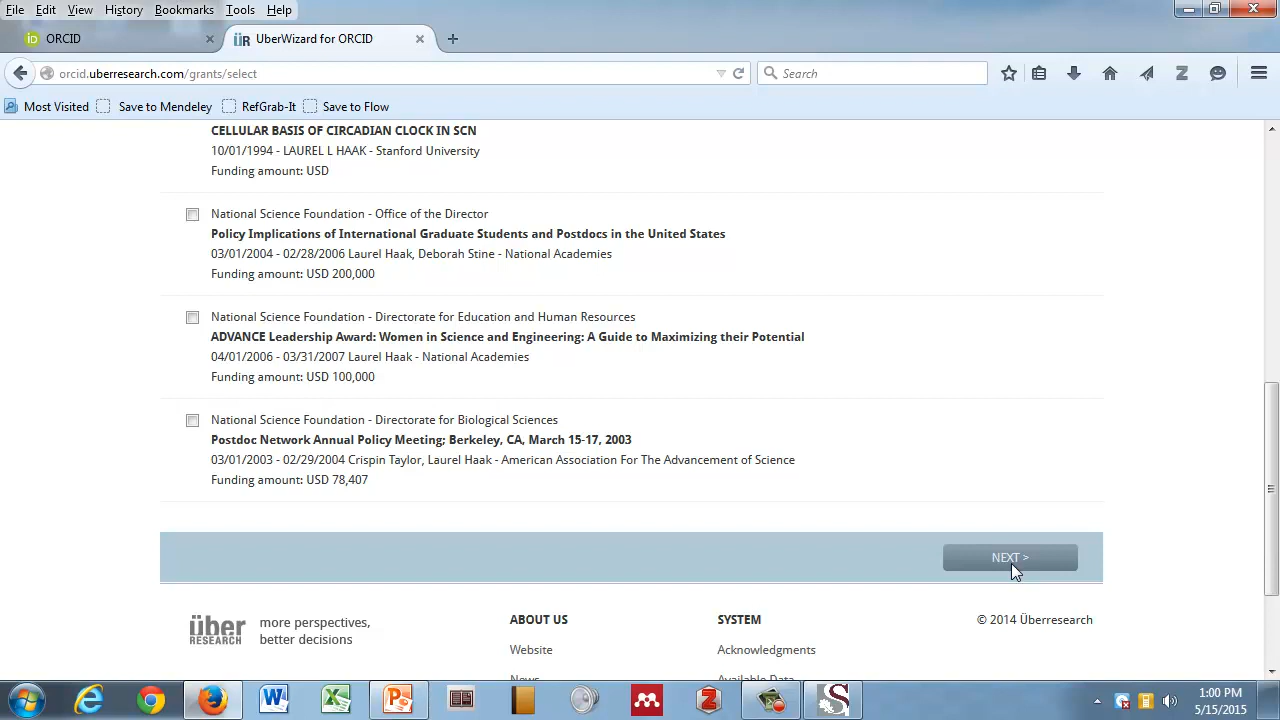 File Edit View History Bookmarks Tools Help
iD ORCID × UberWizard for ORCID × +
orcid.uberresearch.com/grants/select Search
Most Visited Save to Mendeley RefGrab-It Save to Flow
CELLULAR BASIS OF CIRCADIAN CLOCK IN SCN
10/01/1994 - LAUREL L HAAK - Stanford University
Funding amount: USD
National Science Foundation - Office of the Director
Policy Implications of International Graduate Students and Postdocs in the United States
03/01/2004 - 02/28/2006 Laurel Haak, Deborah Stine - National Academies
Funding amount: USD 200,000
National Science Foundation - Directorate for Education and Human Resources
ADVANCE Leadership Award: Women in Science and Engineering: A Guide to Maximizing their Potential
04/01/2006 - 03/31/2007 Laurel Haak - National Academies
Funding amount: USD 100,000
National Science Foundation - Directorate for Biological Sciences
Postdoc Network Annual Policy Meeting; Berkeley, CA, March 15-17, 2003
03/01/2003 - 02/29/2004 Crispin Taylor, Laurel Haak - American Association For The Advancement of Science
Funding amount: USD 78,407
NEXT >
über RESEARCH
more perspectives,
better decisions
ABOUT US
Website
News
SYSTEM
Acknowledgments
Available Data
© 2014 Überresearch
1:00 PM
5/15/2015